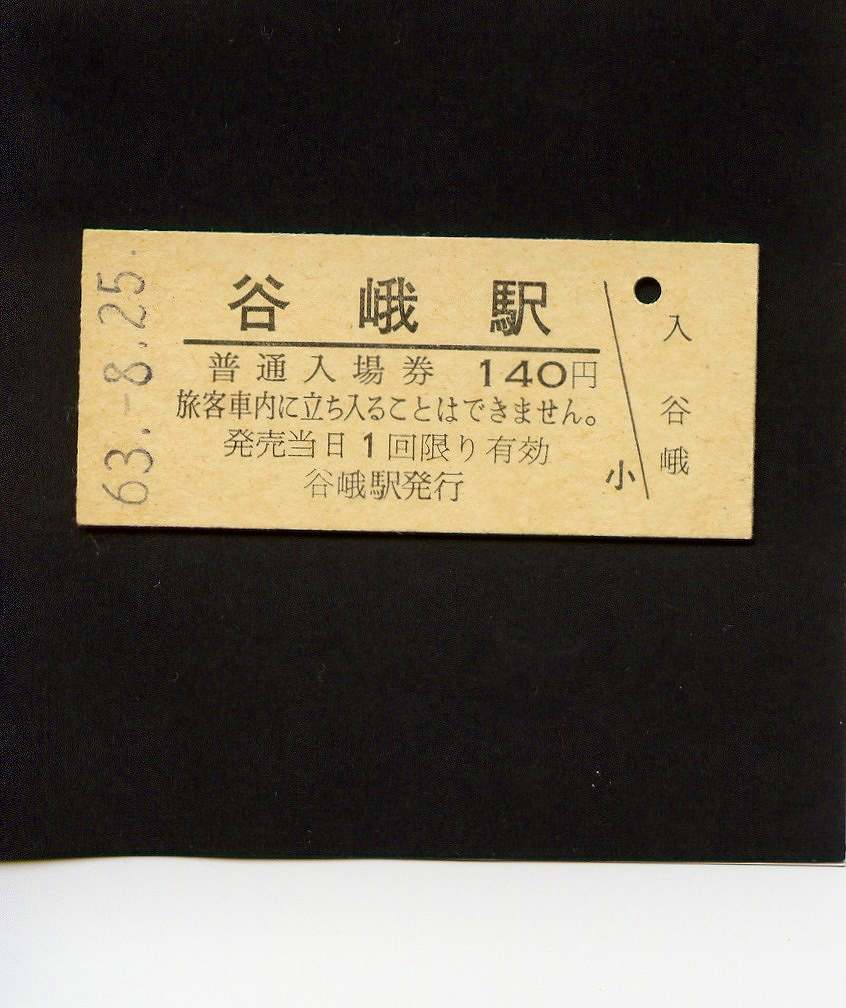 63.-8.25.
谷峨駅
普通入場券 140円
旅客車内に立ち入ることはできません。
発売当日1回限り有効
谷峨駅発行
小
入
谷
峨